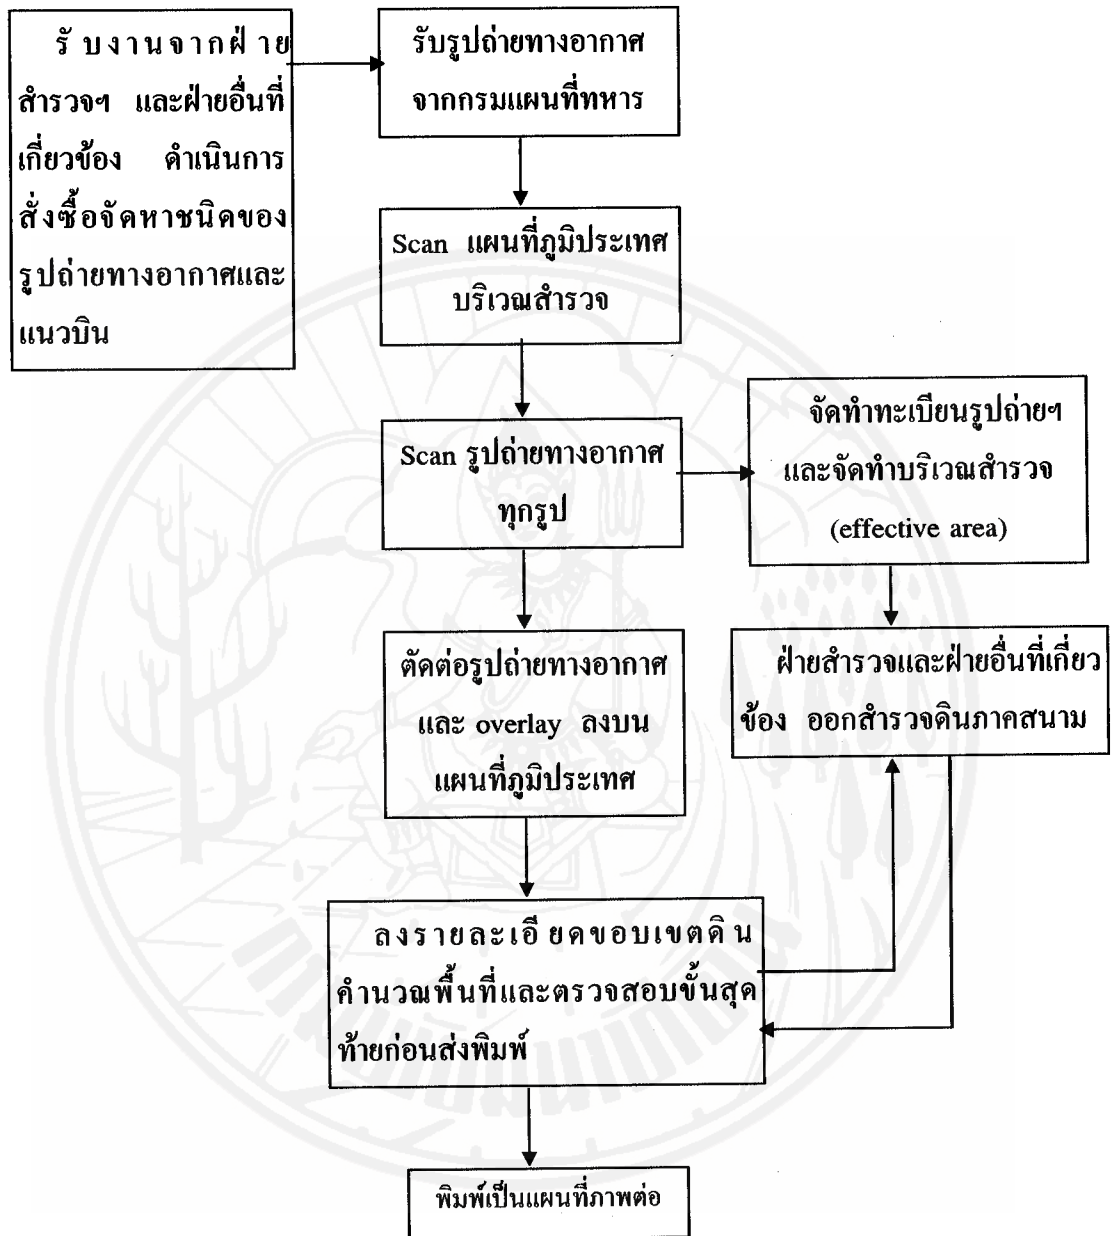 รับงานจากฝ่าย
สำรวจฯ และฝ่ายอื่นที่
เกี่ยวข้อง ดำเนินการ
สั่งซื้อจัดหาชนิดของ
รูปถ่ายทางอากาศและ
แนวบิน
รับรูปถ่ายทางอากาศ
จากกรมแผนที่ทหาร
Scan แผนที่ภูมิประเทศ
บริเวณสำรวจ
Scan รูปถ่ายทางอากาศ
ทุกรูป
จัดทำทะเบียนรูปถ่ายฯ
และจัดทำบริเวณสำรวจ
(effective area)
ตัดต่อรูปถ่ายทางอากาศ
และ overlay ลงบน
แผนที่ภูมิประเทศ
ฝ่ายสำรวจและฝ่ายอื่นที่เกี่ยว
ข้อง ออกสำรวจดินภาคสนาม
ลงรายละเอียดขอบเขตดิน
คำนวณพื้นที่และตรวจสอบขั้นสุด
ท้ายก่อนส่งพิมพ์
พิมพ์เป็นแผนที่ภาพต่อ